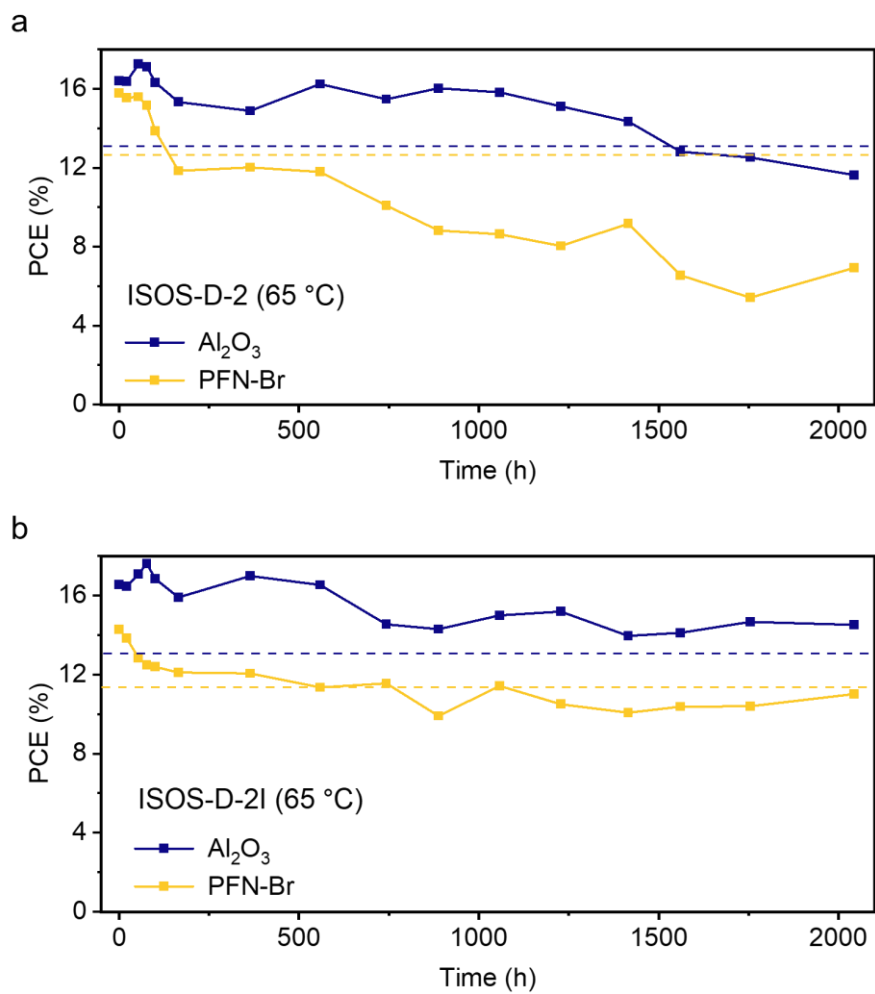 a
16
12
8
4
0
PCE (%)
ISOS-D-2 (65 °C)
Al₂O₃
PFN-Br
0 500 1000 1500 2000
Time (h)
b
16
12
8
4
0
PCE (%)
ISOS-D-2I (65 °C)
Al₂O₃
PFN-Br
0 500 1000 1500 2000
Time (h)